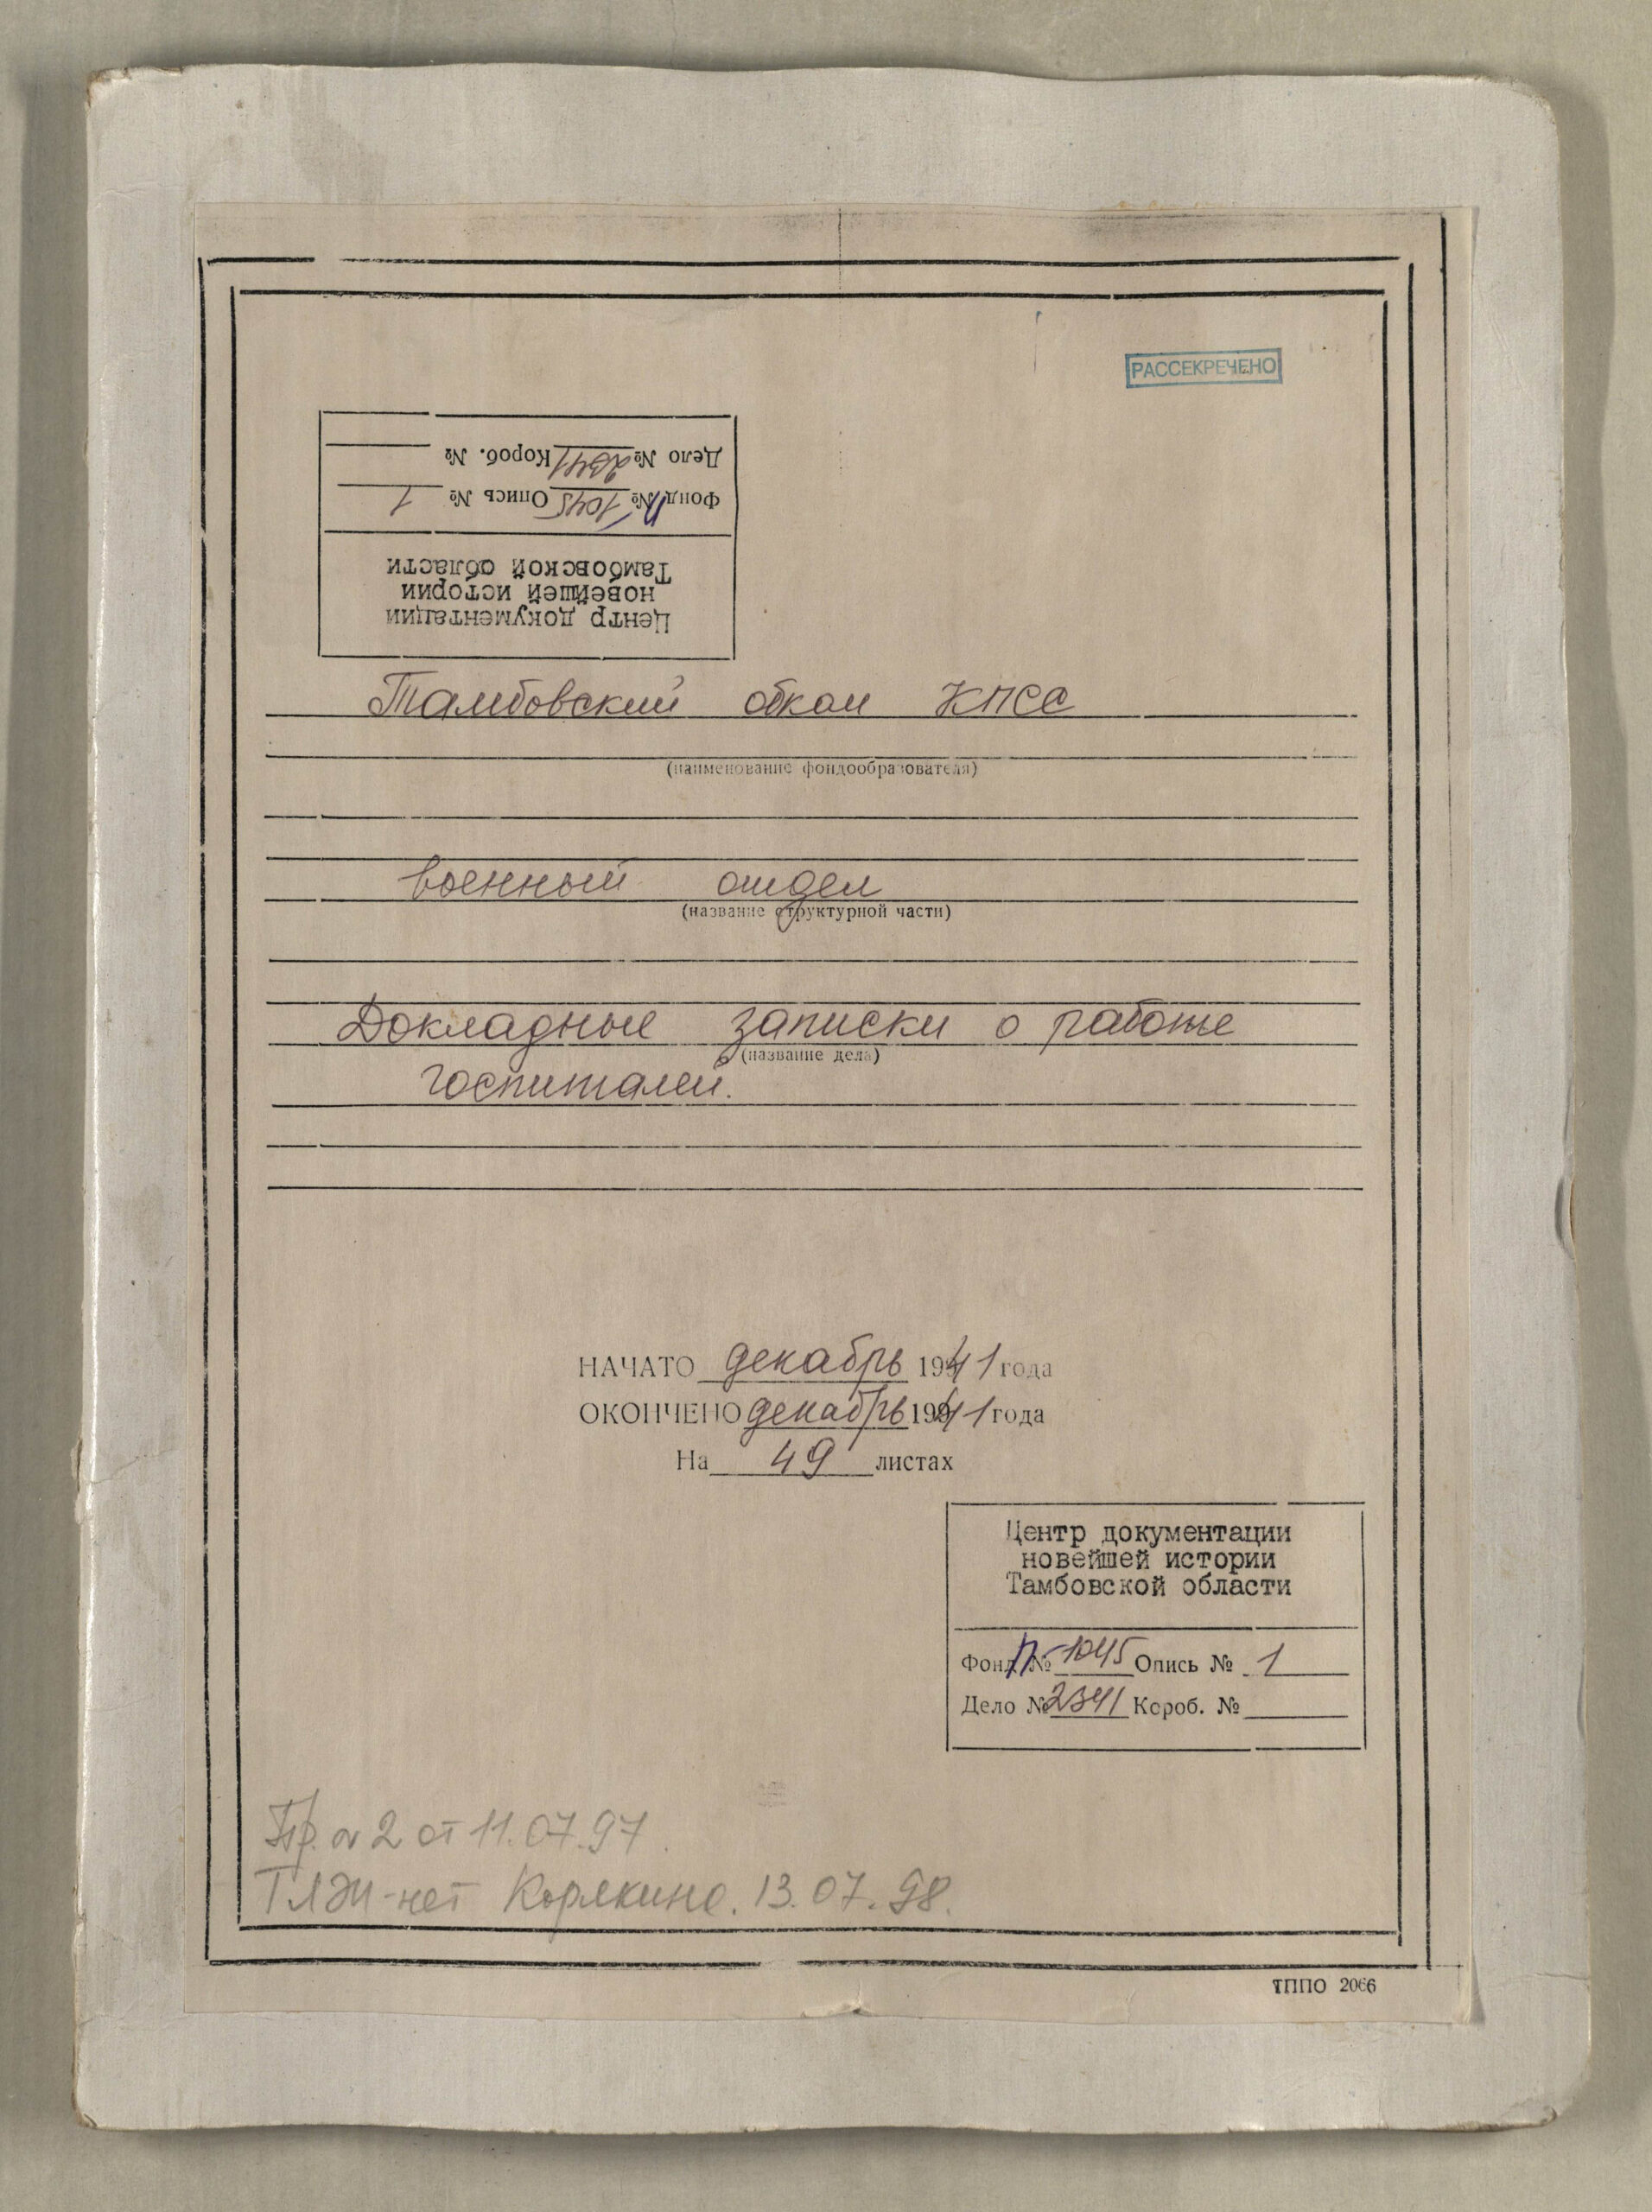 РАССЕКРЕЧЕНО
Центр документации
новейшей истории
Тамбовской области
Фонд П № 1045 Опись № 1
Дело № 2341 Короб. №
Тамбовский обком КПСС
(наименование фондообразователя)
военный отдел
(название структурной части)
Докладные записки о работе
(название дела)
госпиталей.
НАЧАТО декабрь 1941 года
ОКОНЧЕНО декабрь 1941 года
На 49 листах
Центр документации
новейшей истории
Тамбовской области
Фонд П № 1045 Опись № 1
Дело № 2341 Короб. №
2 от 11.07.97
нет Корякина. 13.07.98.
ТППО 2066